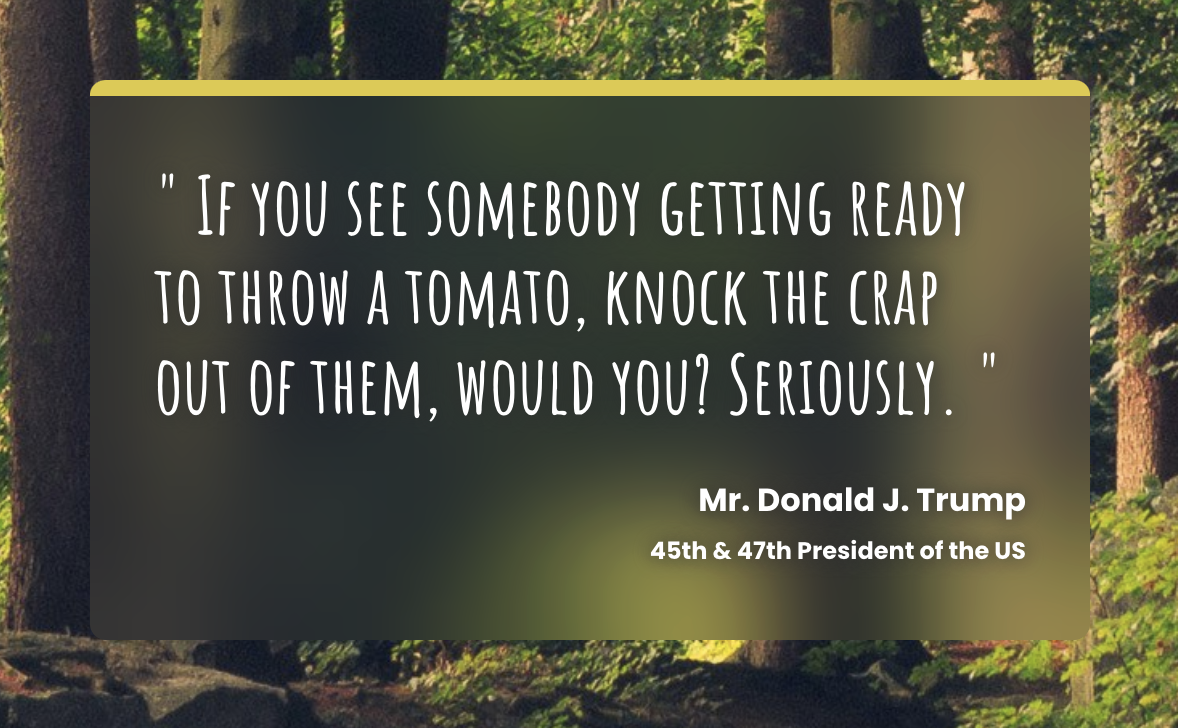 " If you see somebody getting ready
to throw a tomato, knock the crap
out of them, would you? Seriously. "
Mr. Donald J. Trump
45th & 47th President of the US